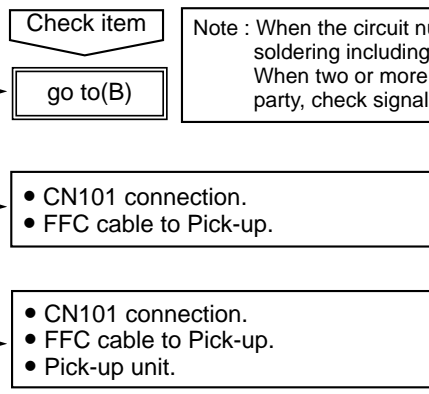 Check item
go to(B)
Note : When the circuit
soldering including
When two or more
party, check signal
● CN101 connection.
● FFC cable to Pick-up.
● CN101 connection.
● FFC cable to Pick-up.
● Pick-up unit.